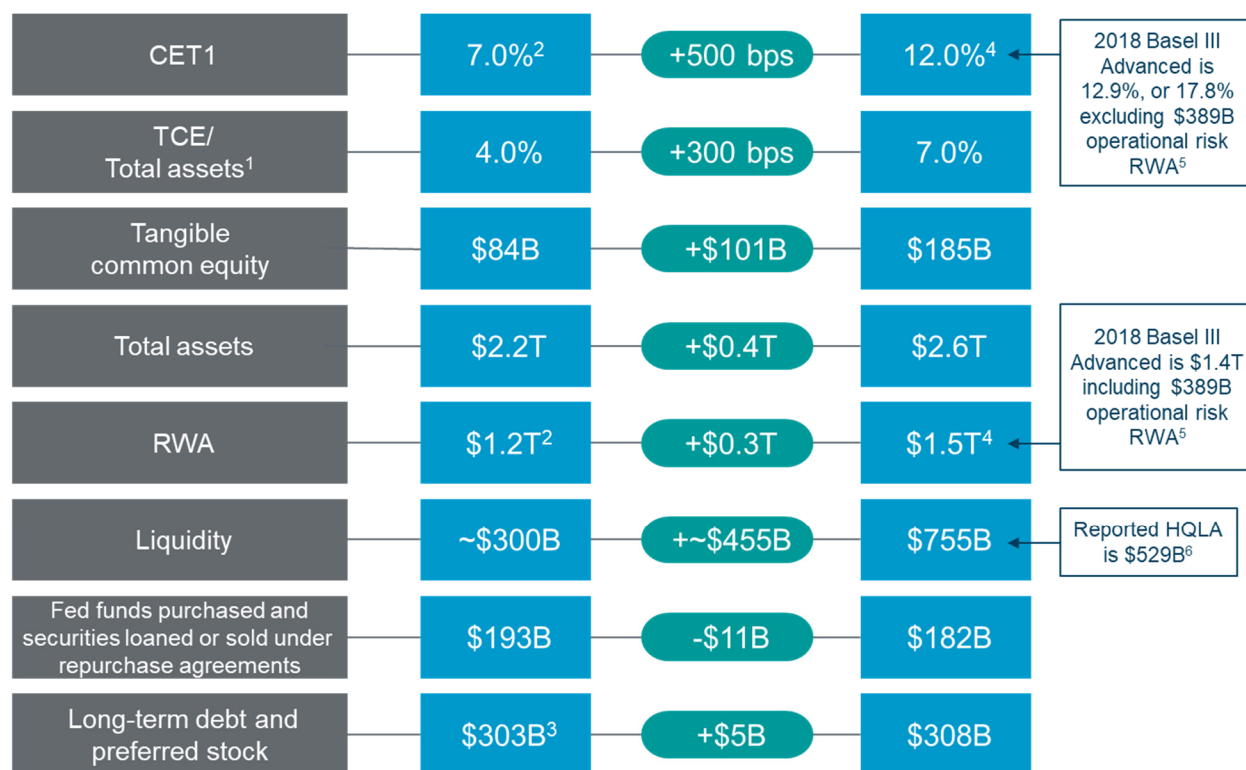 CET1
7.0%²
+500 bps
12.0%⁴
2018 Basel III
Advanced is
12.9%, or 17.8%
excluding $389B
operational risk
RWA⁵
TCE/
Total assets¹
4.0%
+300 bps
7.0%
Tangible
common equity
$84B
+$101B
$185B
Total assets
$2.2T
+$0.4T
$2.6T
2018 Basel III
Advanced is $1.4T
including $389B
operational risk
RWA⁵
RWA
$1.2T²
+$0.3T
$1.5T⁴
Liquidity
~$300B
+~$455B
$755B
Reported HQLA
is $529B⁶
Fed funds purchased and
securities loaned or sold under
repurchase agreements
$193B
-$11B
$182B
Long-term debt and
preferred stock
$303B³
+$5B
$308B